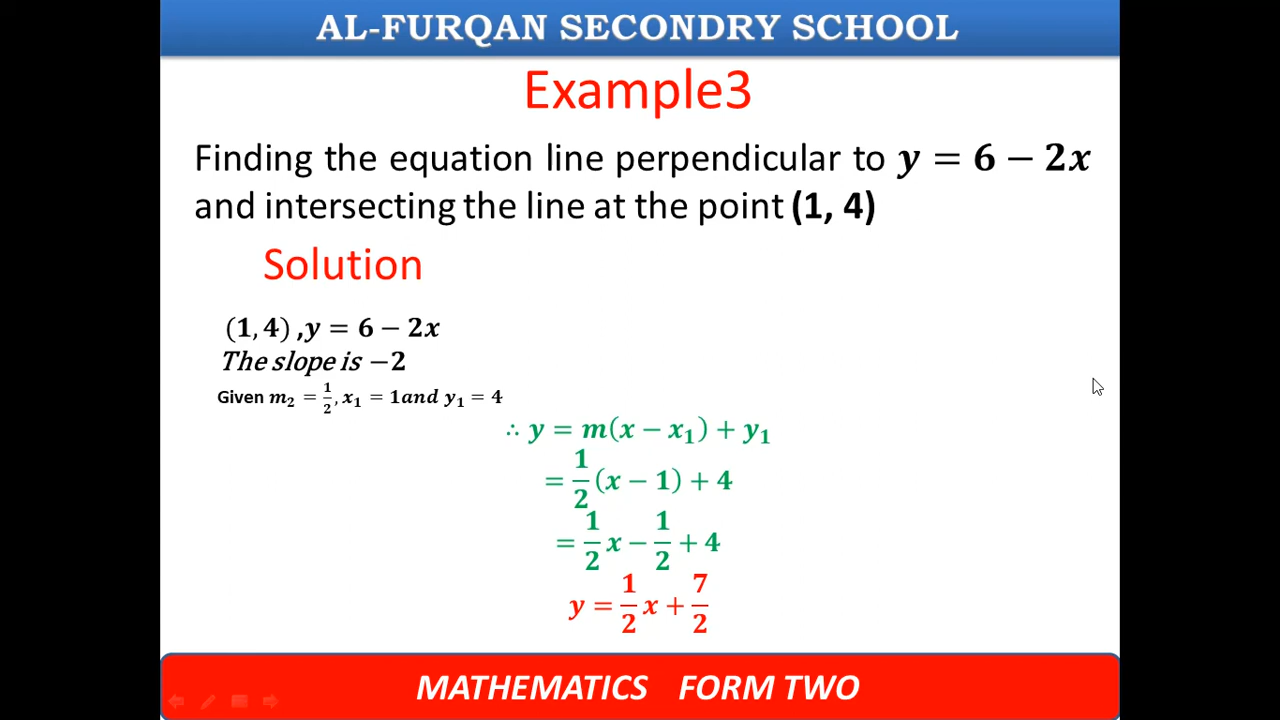 AL-FURQAN SECONDRY SCHOOL
Example3
Finding the equation line perpendicular to y = 6 − 2x
and intersecting the line at the point (1, 4)
Solution
(1, 4) ,y = 6 − 2x
The slope is −2
Given m₂ = 1/2, x₁ = 1and y₁ = 4
∴ y = m(x − x₁) + y₁
= 1/2 (x − 1) + 4
= 1/2 x − 1/2 + 4
y = 1/2 x + 7/2
MATHEMATICS FORM TWO